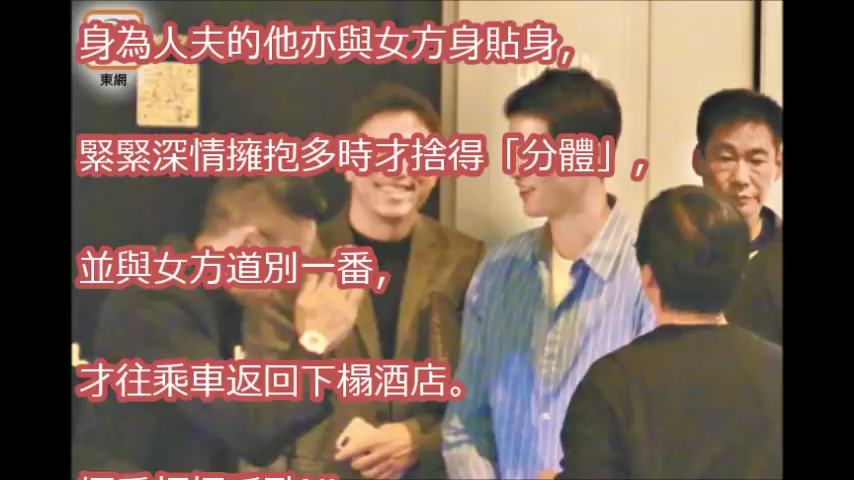 身為人夫的他亦與女方身貼身，
東網
緊緊深情擁抱多時才捨得「分體」，
並與女方道別一番，
才往乘車返回下榻酒店。